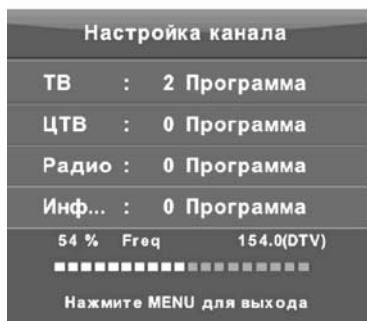 Настройка канала
ТВ : 2 Программа
ЦТВ : 0 Программа
Радио : 0 Программа
Инф... : 0 Программа
54 % Freq 154.0(DTV)
Нажмите MENU для выхода